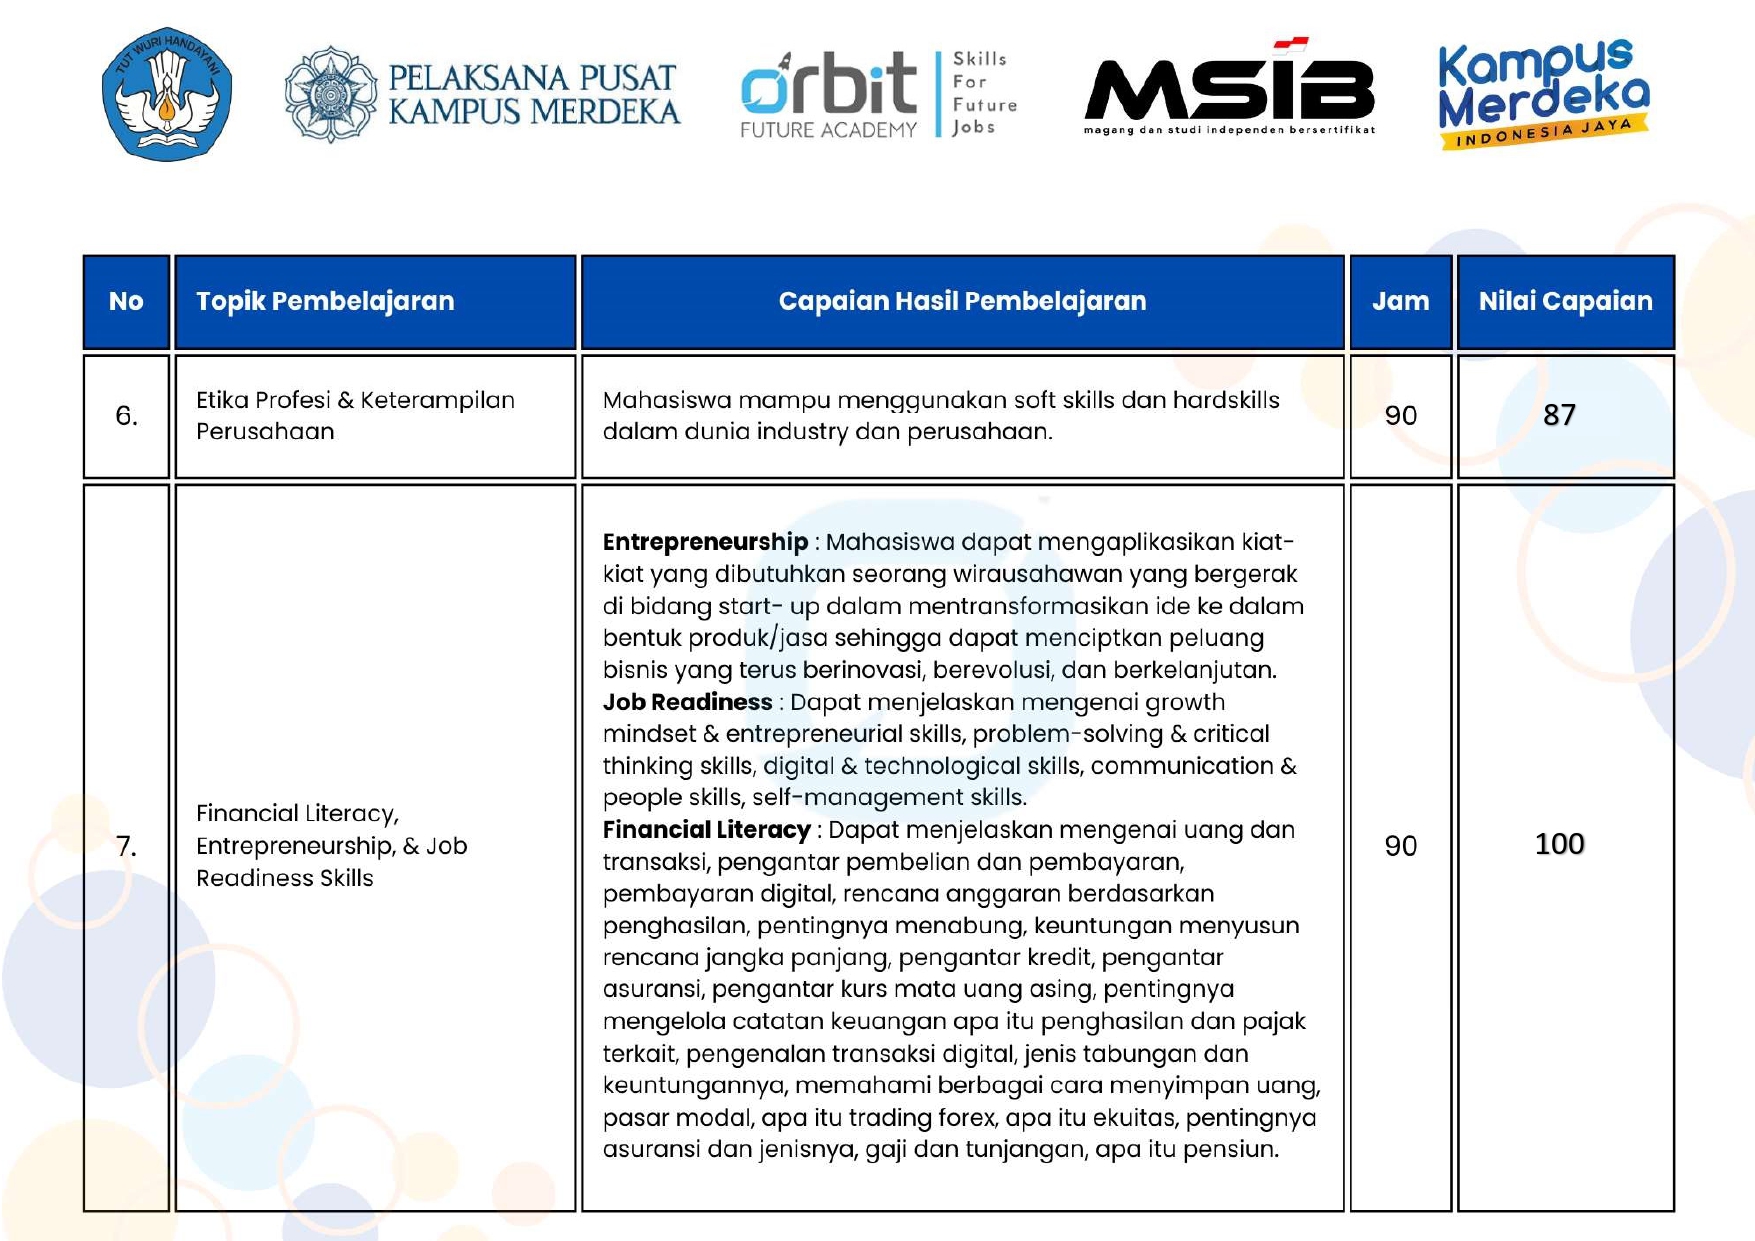 TUT WURI HANDAYANI
PELAKSANA PUSAT
KAMPUS MERDEKA
orbit
FUTURE ACADEMY
Skills
For
Future
Jobs
MSIB
magang dan studi independen bersertifikat
Kampus
Merdeka
INDONESIA JAYA
No Topik Pembelajaran Capaian Hasil Pembelajaran Jam Nilai Capaian
6.
Etika Profesi & Keterampilan
Perusahaan
Mahasiswa mampu menggunakan soft skills dan hardskills
dalam dunia industry dan perusahaan.
90
87
7.
Financial Literacy,
Entrepreneurship, & Job
Readiness Skills
Entrepreneurship : Mahasiswa dapat mengaplikasikan kiat-
kiat yang dibutuhkan seorang wirausahawan yang bergerak
di bidang start- up dalam mentransformasikan ide ke dalam
bentuk produk/jasa sehingga dapat menciptkan peluang
bisnis yang terus berinovasi, berevolusi, dan berkelanjutan.
Job Readiness : Dapat menjelaskan mengenai growth
mindset & entrepreneurial skills, problem-solving & critical
thinking skills, digital & technological skills, communication &
people skills, self-management skills.
Financial Literacy : Dapat menjelaskan mengenai uang dan
transaksi, pengantar pembelian dan pembayaran,
pembayaran digital, rencana anggaran berdasarkan
penghasilan, pentingnya menabung, keuntungan menyusun
rencana jangka panjang, pengantar kredit, pengantar
asuransi, pengantar kurs mata uang asing, pentingnya
mengelola catatan keuangan apa itu penghasilan dan pajak
terkait, pengenalan transaksi digital, jenis tabungan dan
keuntungannya, memahami berbagai cara menyimpan uang,
pasar modal, apa itu trading forex, apa itu ekuitas, pentingnya
asuransi dan jenisnya, gaji dan tunjangan, apa itu pensiun.
90
100